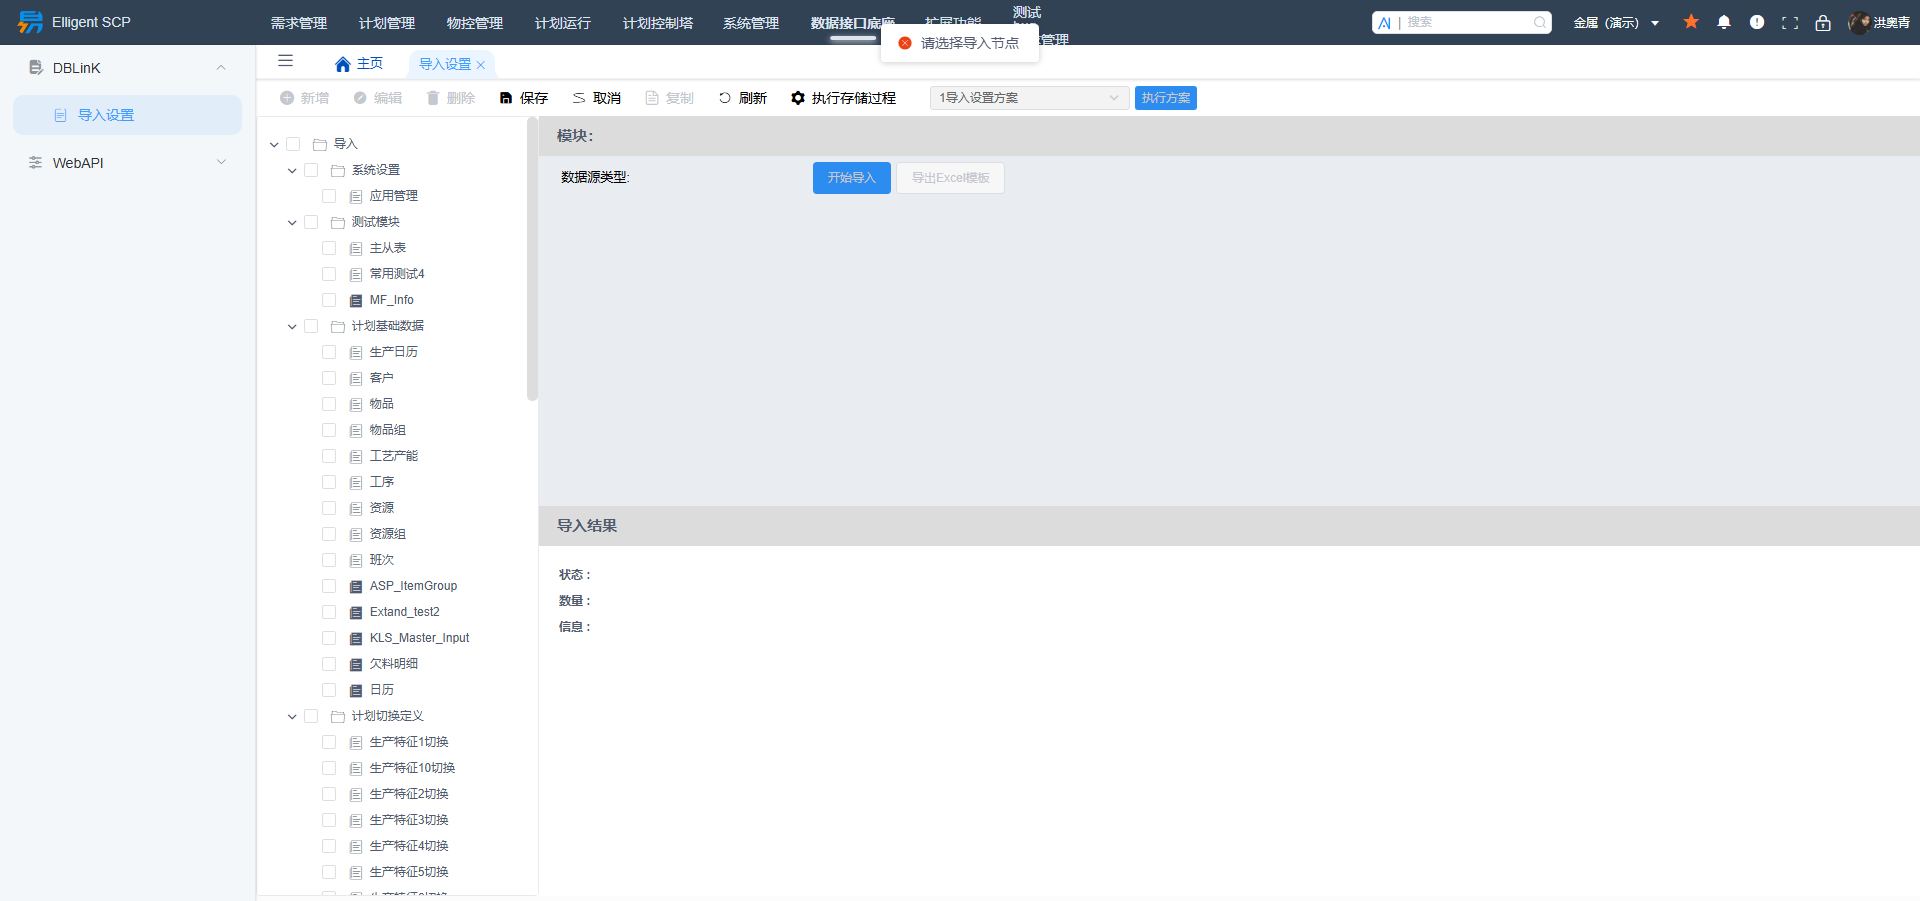 Elligent SCP
需求管理
计划管理
物控管理
计划运行
计划控制塔
系统管理
数据接口底座
扩展功能
测试
管理
请选择导入节点
搜索
金属（演示）
洪奥青
DBLinK
导入设置
WebAPI
主页
导入设置
新增
编辑
删除
保存
取消
复制
刷新
执行存储过程
1导入设置方案
执行方案
导入
系统设置
应用管理
测试模块
主从表
常用测试4
MF_Info
计划基础数据
生产日历
客户
物品
物品组
工艺产能
工序
资源
资源组
班次
ASP_ItemGroup
Extand_test2
KLS_Master_Input
欠料明细
日历
计划切换定义
生产特征1切换
生产特征10切换
生产特征2切换
生产特征3切换
生产特征4切换
生产特征5切换
模块：
数据源类型:
开始导入
导出Excel模板
导入结果
状态：
数量：
信息：